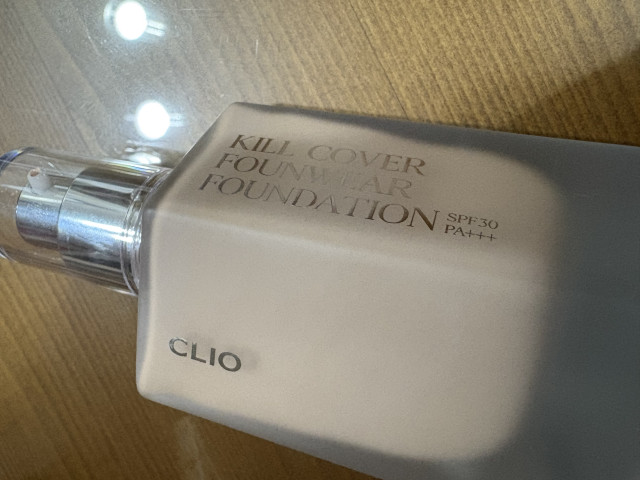 KILL COVER
FOUNWEAR
FOUNDATION SPF30
PA+++
CLIO